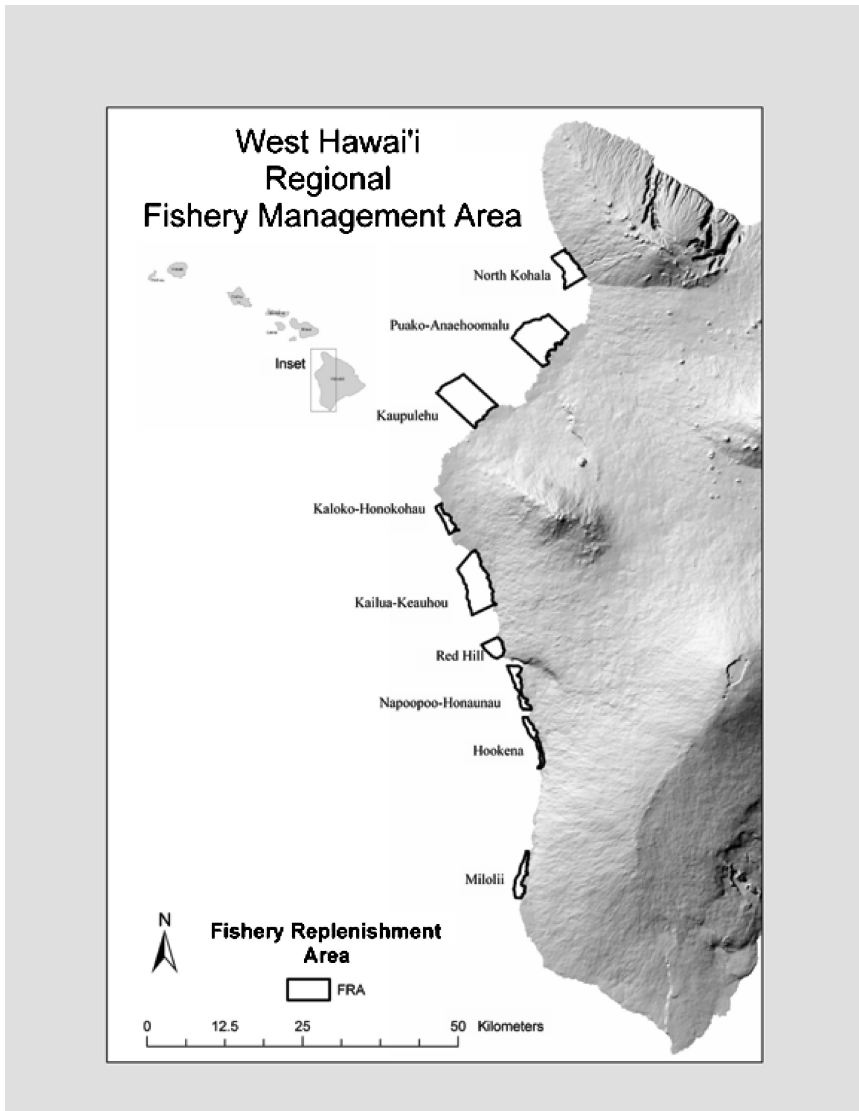 West Hawai'i
Regional
Fishery Management Area
North Kohala
Puako-Anaehoomalu
Inset
Kaupulehu
Kaloko-Honokohau
Kailua-Keauhou
Red Hill
Napoopoo-Honaunau
Hookena
Milolii
N
Fishery Replenishment
Area
FRA
0 12.5 25 50 Kilometers